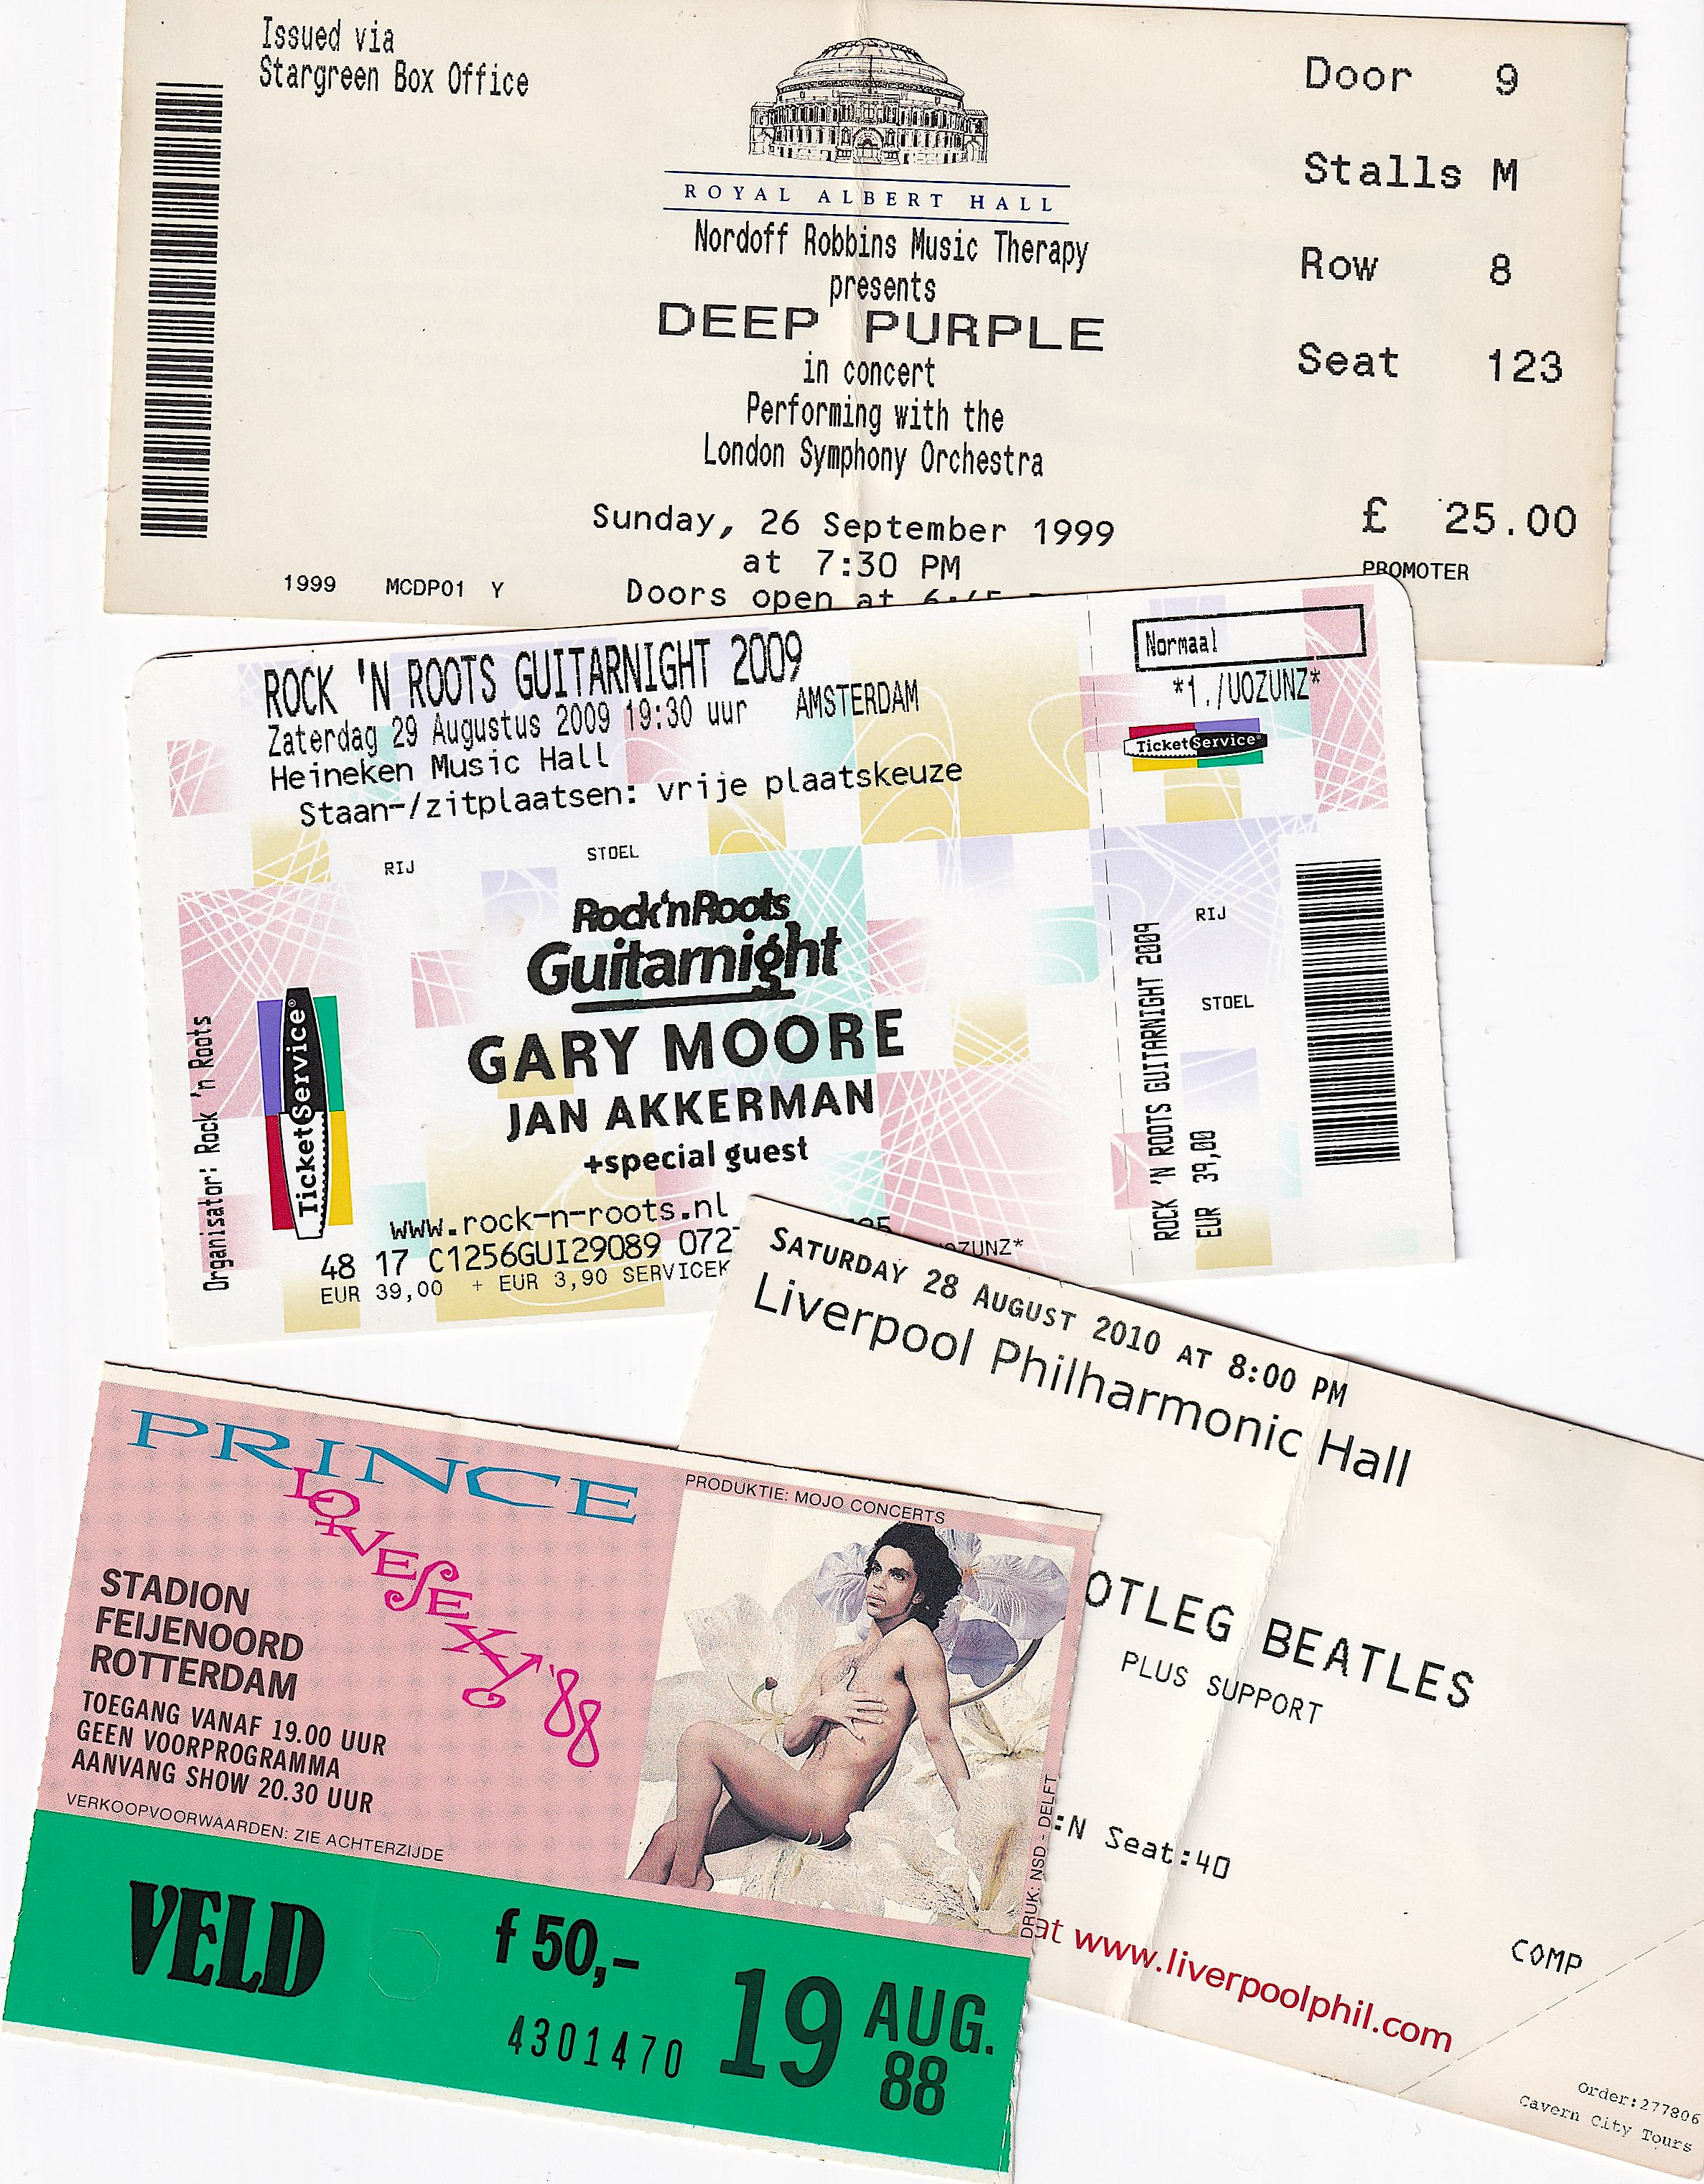 Issued via
Stargreen Box Office
ROYAL ALBERT HALL
Nordoff Robbins Music Therapy
presents
DEEP PURPLE
in concert
Performing with the
London Symphony Orchestra
Sunday, 26 September 1999
at 7:30 PM
Doors open at
1999 MCDP01 Y
Door 9
Stalls M
Row 8
Seat 123
£ 25.00
PROMOTER
ROCK 'N ROOTS GUITARNIGHT 2009
Zaterdag 29 Augustus 2009 19:30 uur AMSTERDAM
Heineken Music Hall
Staan-/zitplaatsen: vrije plaatskeuze
RIJ STOEL
Rock'n Roots
Guitarnight
GARY MOORE
JAN AKKERMAN
+special guest
www.rock-n-roots.nl
48 17 C1256GUI29089 072
EUR 39,00 + EUR 3,90 SERVICEK
OZUNZ*
Organisator: Rock 'n Roots
TicketService®
Normaal
*1./UOZUNZ*
TicketService®
RIJ
STOEL
ROCK 'N ROOTS GUITARNIGHT 2009
EUR 39,00
SATURDAY 28 AUGUST 2010 AT 8:00 PM
Liverpool Philharmonic Hall
OTLEG BEATLES
PLUS SUPPORT
:N Seat:40
at www.liverpoolphil.com
COMP
Order:277806
Cavern City Tours
PRINCE
LOVESEXY '88
PRODUKTIE: MOJO CONCERTS
STADION
FEIJENOORD
ROTTERDAM
TOEGANG VANAF 19.00 UUR
GEEN VOORPROGRAMMA
AANVANG SHOW 20.30 UUR
VERKOOPVOORWAARDEN: ZIE ACHTERZIJDE
DRUK: NSD - DELFT
VELD
f 50,-
4301470
19 AUG.
88